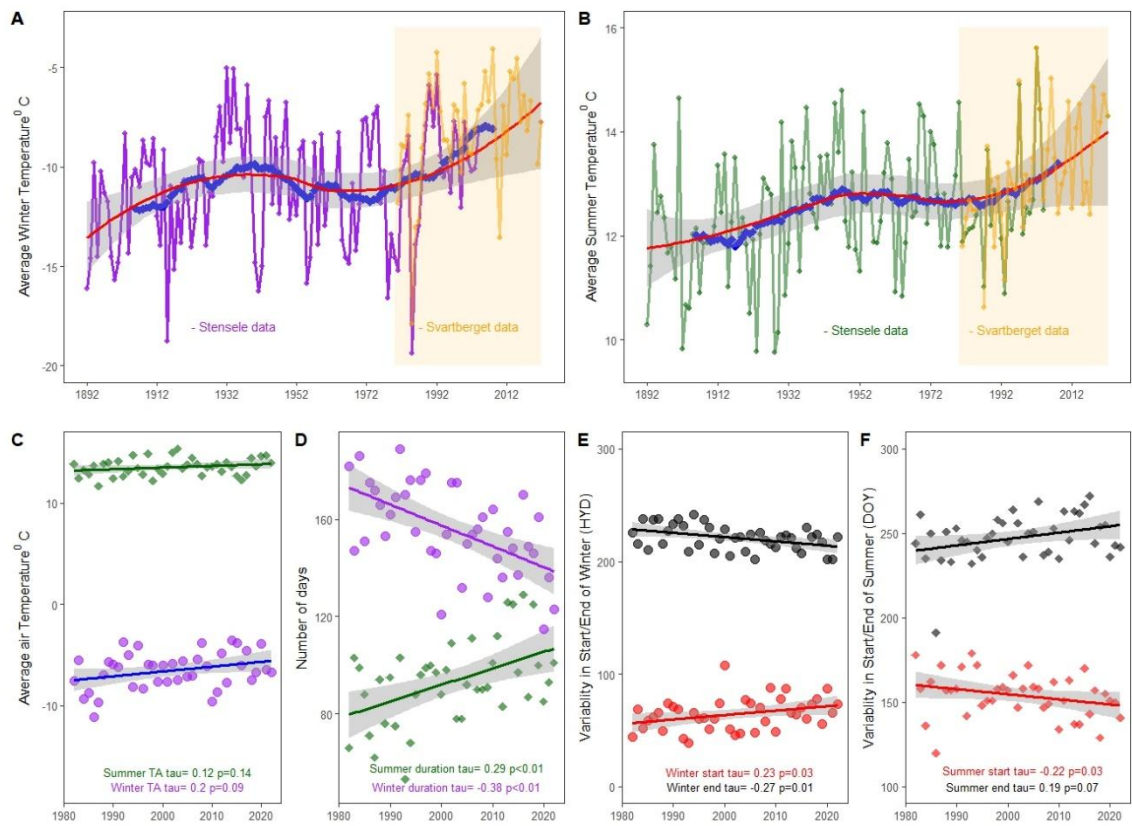 A
B
Average Winter Temperature⁰ C
-5
-10
-15
-20
- Stensele data
- Svartberget data
1892
1912
1932
1952
1972
1992
2012
Average Summer Temperature⁰ C
16
14
12
10
- Stensele data
- Svartberget data
1892
1912
1932
1952
1972
1992
2012
C
D
E
F
Average air Temperature⁰ C
10
0
-10
Summer TA tau= 0.12 p=0.14
Winter TA tau= 0.2 p=0.09
1980
1990
2000
2010
2020
Number of days
160
120
80
Summer duration tau= 0.29 p<0.01
Winter duration tau= -0.38 p<0.01
1980
1990
2000
2010
2020
Variability in Start/End of Winter (HYD)
300
200
100
0
Winter start tau= 0.23 p=0.03
Winter end tau= -0.27 p=0.01
1980
1990
2000
2010
2020
Variablity in Start/End of Summer (DOY)
300
250
200
150
100
Summer start tau= -0.22 p=0.03
Summer end tau= 0.19 p=0.07
1980
1990
2000
2010
2020